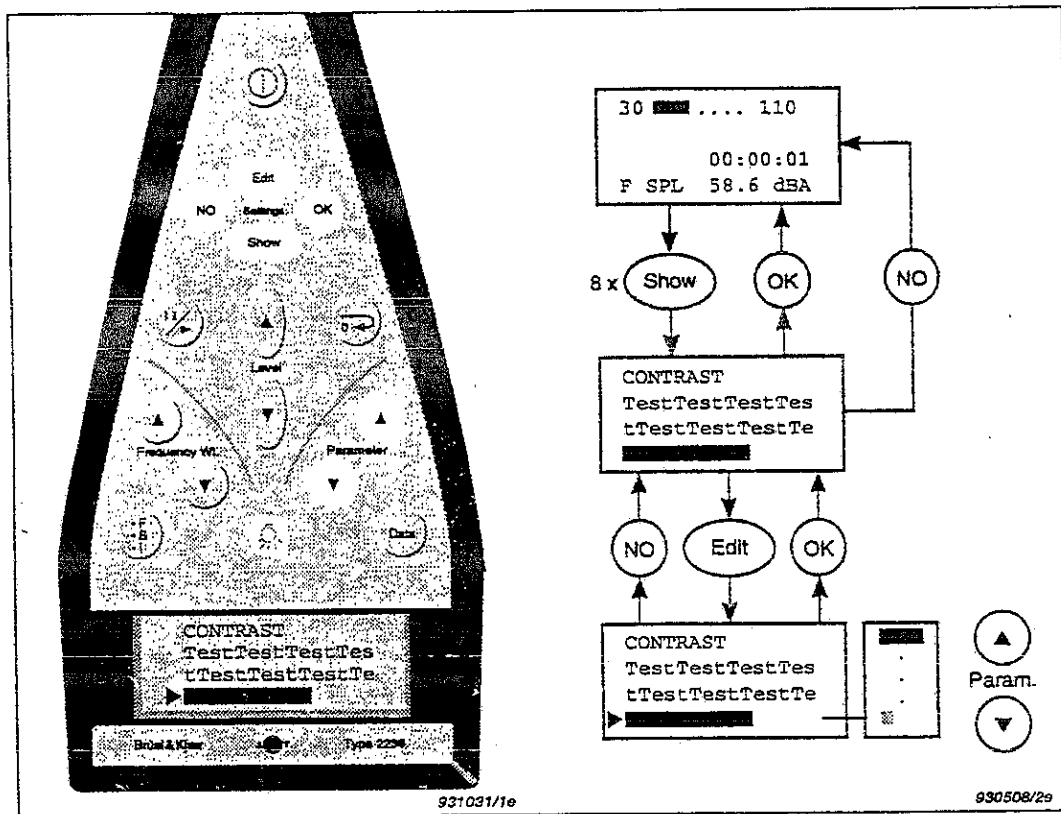 Edit
NO Settings OK
Show
Level
Frequency Wt. Parameter
Data
CONTRAST
TestTestTestTes
tTestTestTestTe
Brüel & Kjær Type 2236
931031/1e
30 .... 110
00:00:01
F SPL 58.6 dBA
8 x Show OK NO
CONTRAST
TestTestTestTes
tTestTestTestTe
NO Edit OK
CONTRAST
TestTestTestTes
tTestTestTestTe
Param.
930508/2e